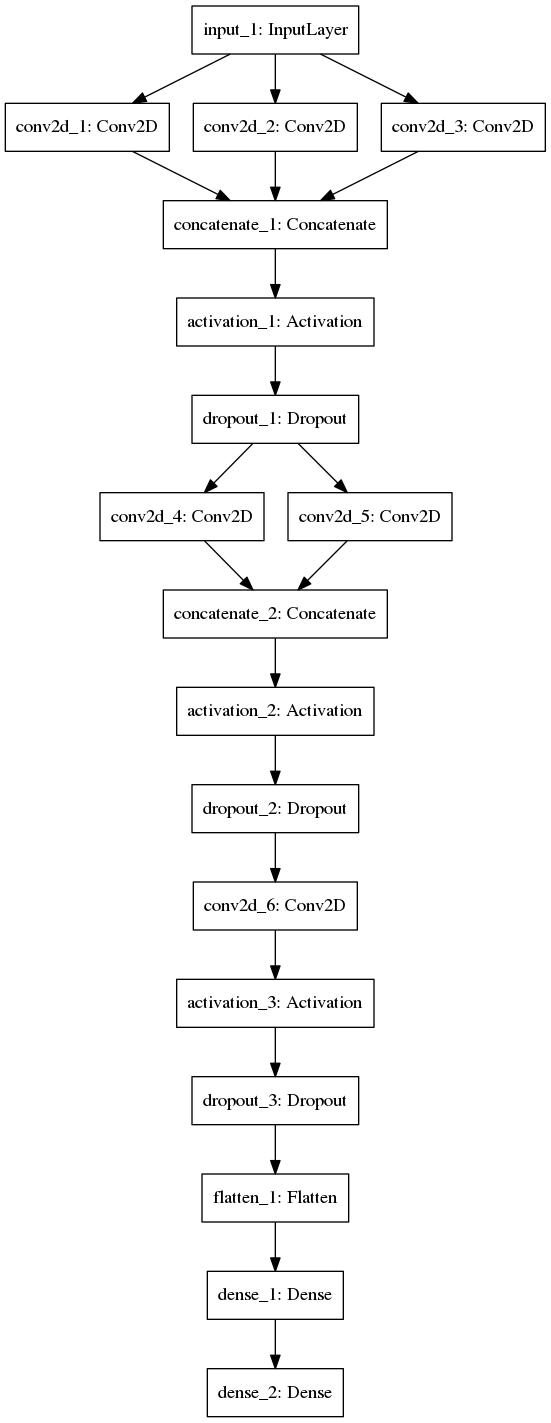 input_1: InputLayer
conv2d_1: Conv2D
conv2d_2: Conv2D
conv2d_3: Conv2D
concatenate_1: Concatenate
activation_1: Activation
dropout_1: Dropout
conv2d_4: Conv2D
conv2d_5: Conv2D
concatenate_2: Concatenate
activation_2: Activation
dropout_2: Dropout
conv2d_6: Conv2D
activation_3: Activation
dropout_3: Dropout
flatten_1: Flatten
dense_1: Dense
dense_2: Dense